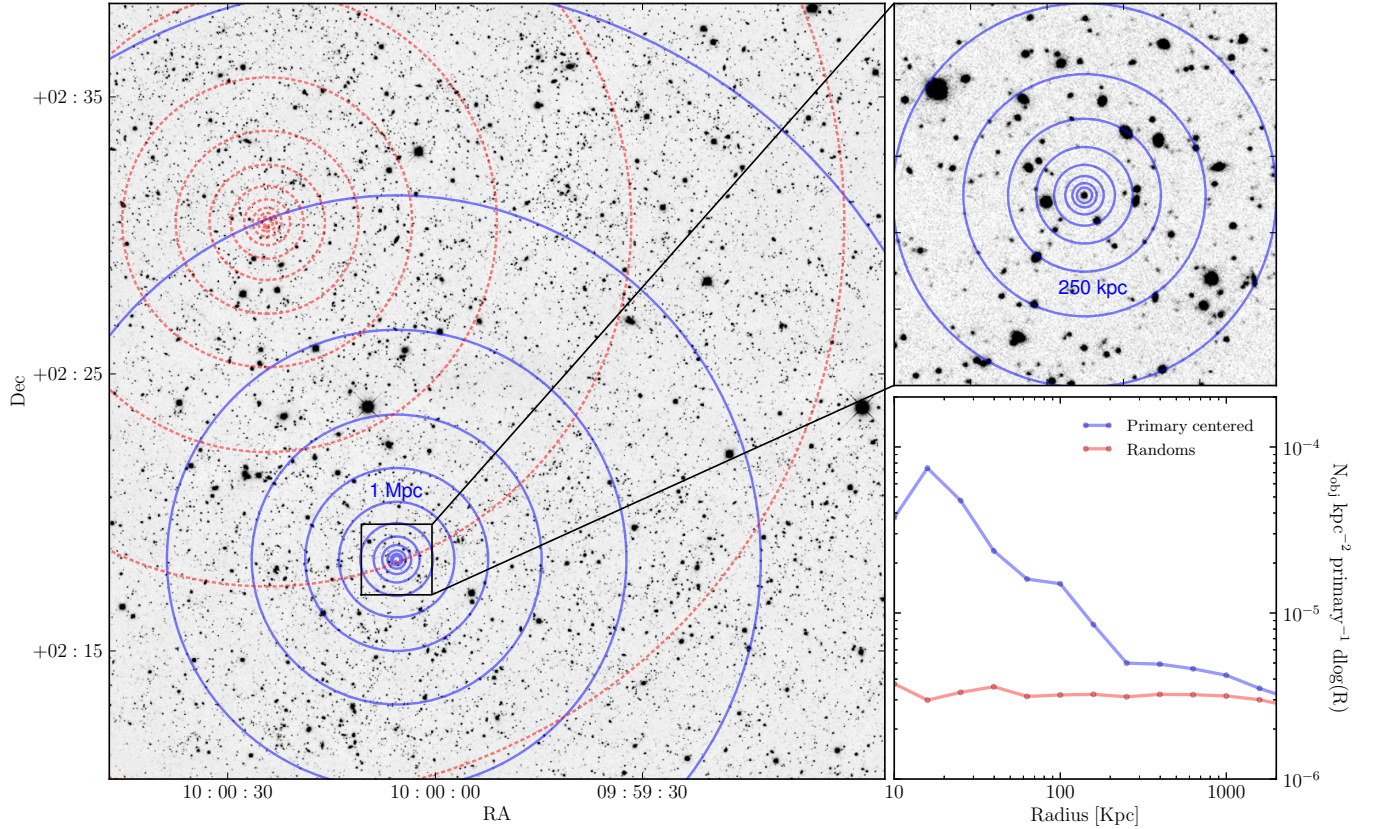 +02 : 35
+02 : 25
+02 : 15
Dec
10 : 00 : 30
10 : 00 : 00
09 : 59 : 30
RA
1 Mpc
250 kpc
Primary centered
Randoms
10⁻⁴
10⁻⁵
10⁻⁶
N_obj kpc⁻² primary⁻¹ dlog(R)
10
100
1000
Radius [Kpc]